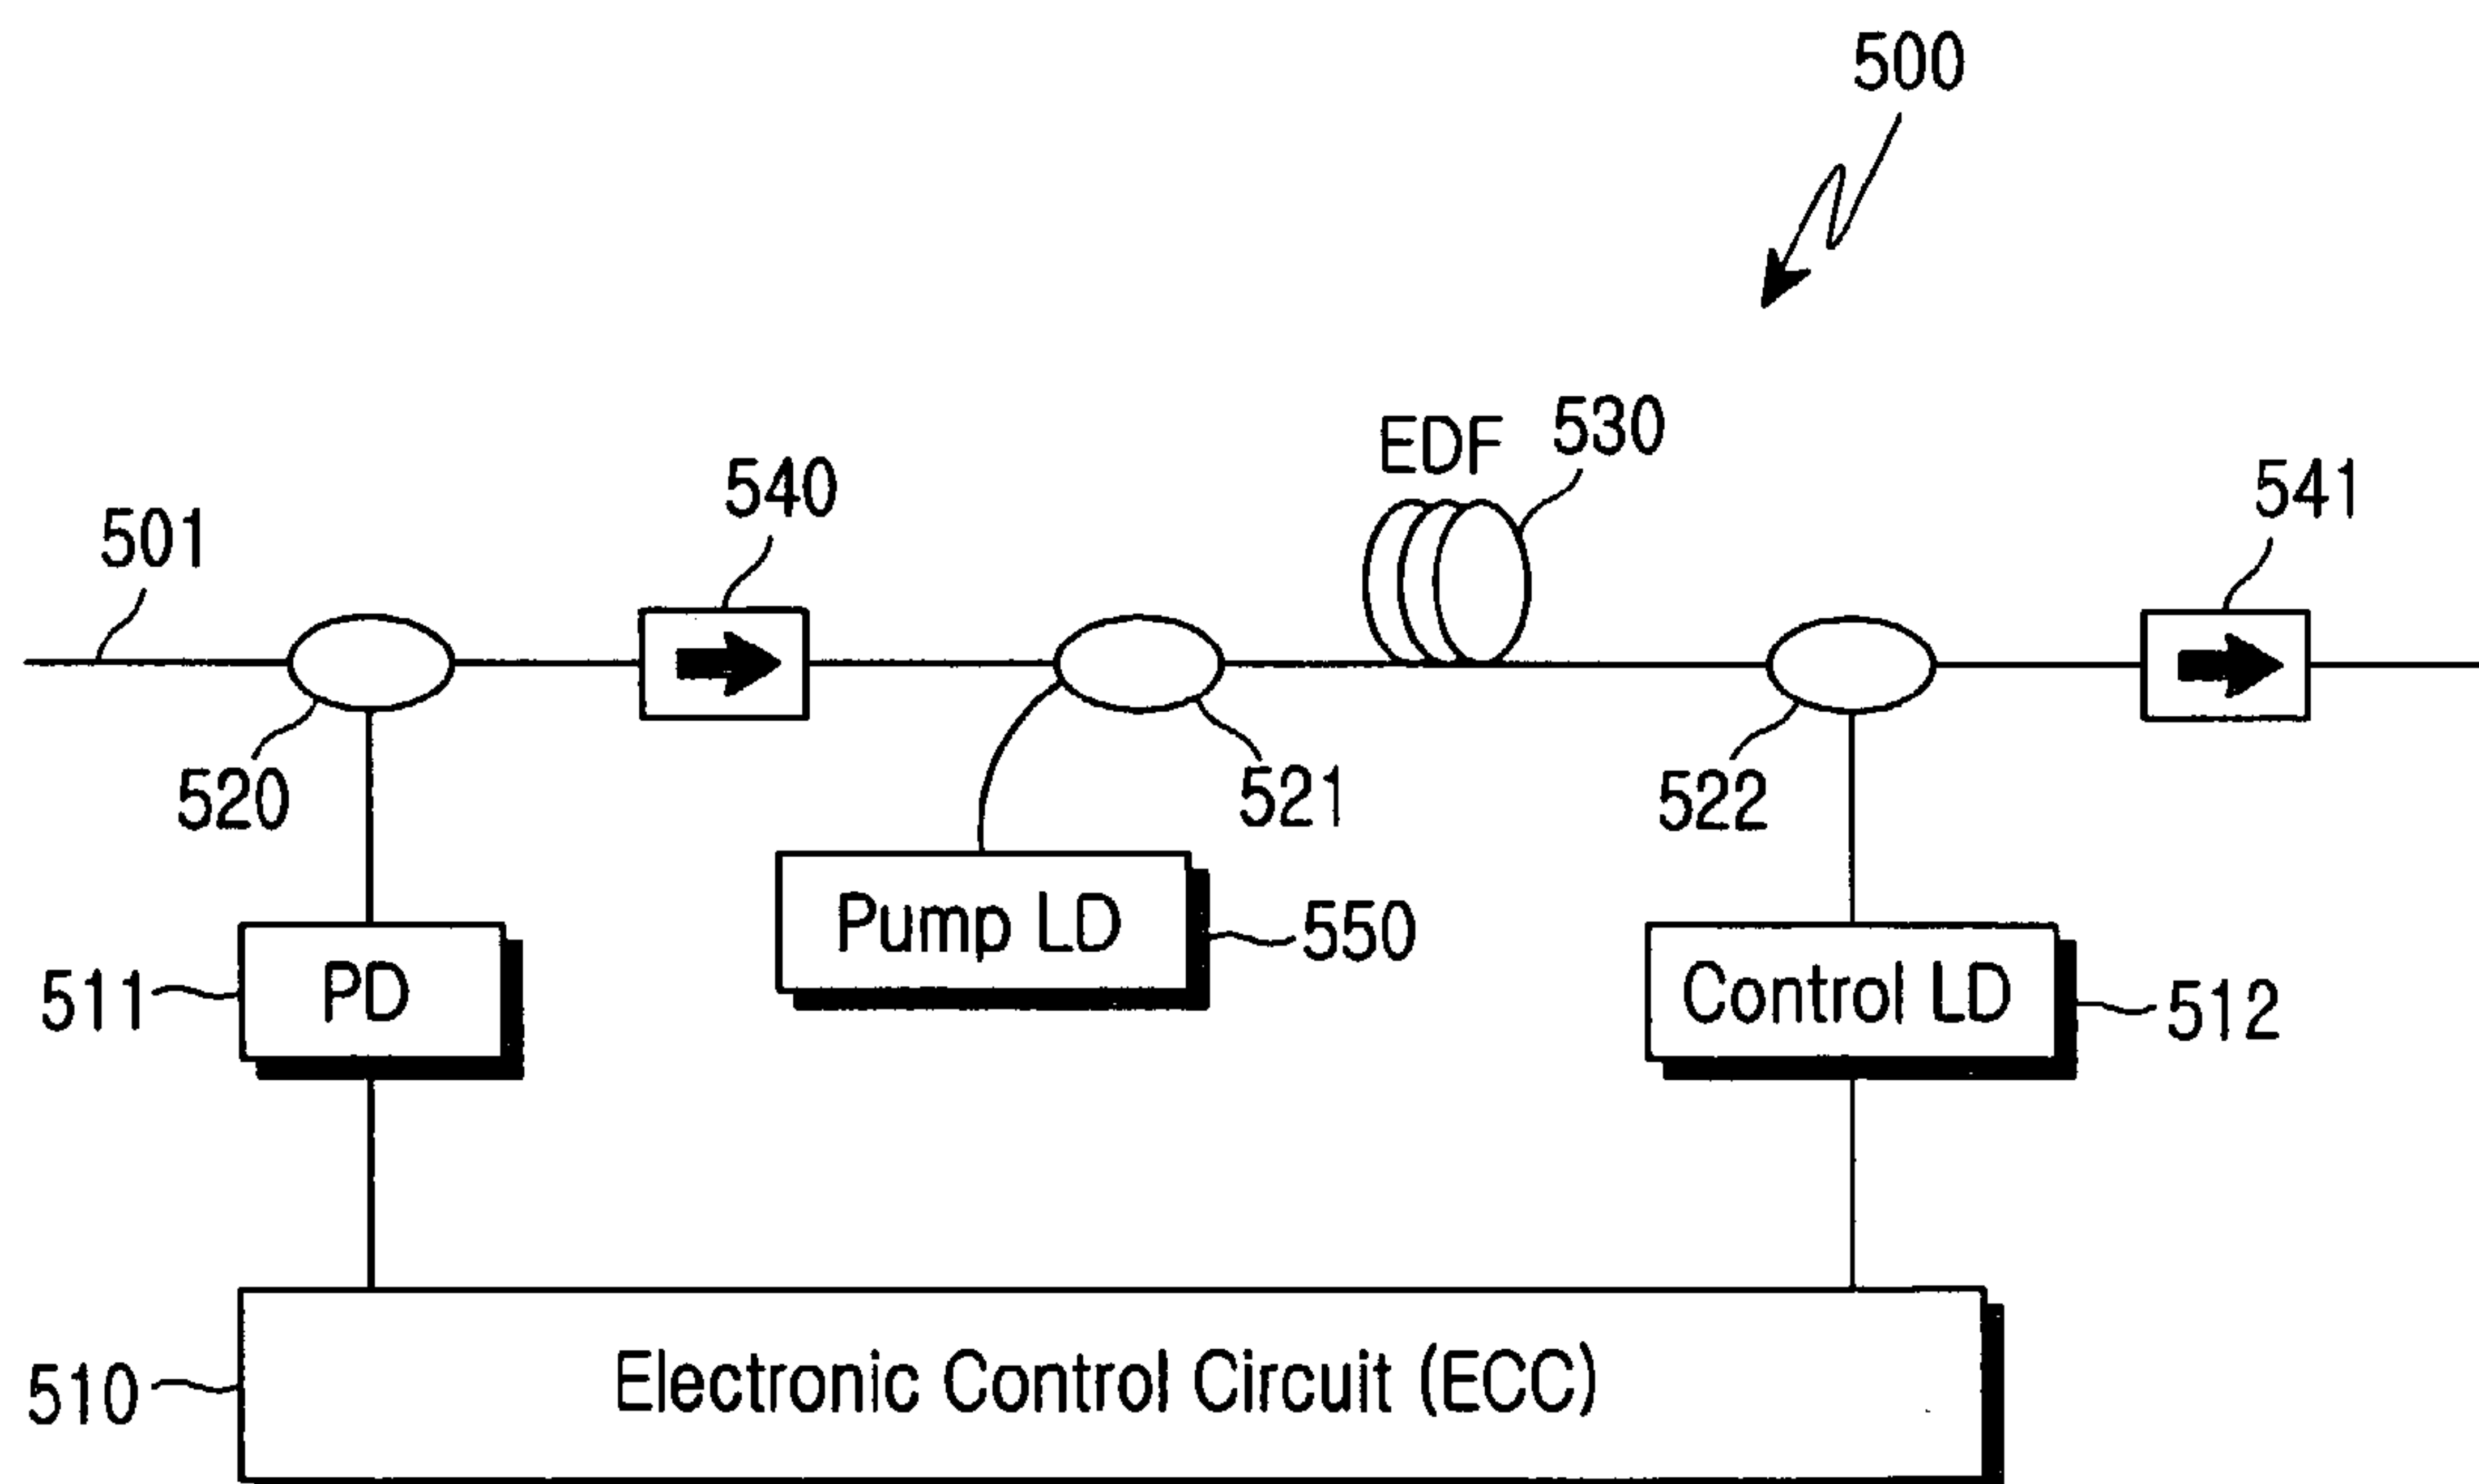 500
EDF 530
540
541
501
520
521
522
Pump LD
550
511
PD
Control LD
512
510
Electronic Control Circuit (ECC)